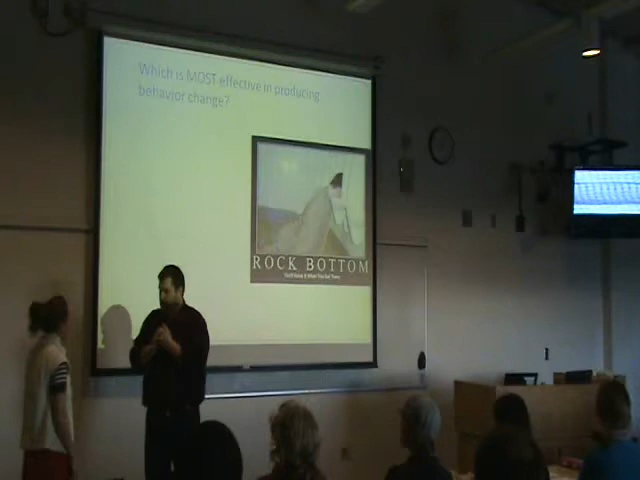 Which is MOST effective in producing
behavior change?
ROCK BOTTOM